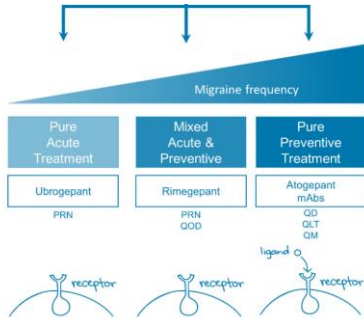 Migraine frequency
Pure
Acute
Treatment
Mixed
Acute &
Preventive
Pure
Preventive
Treatment
Ubrogepant
Rimegepant
Atogepant
mAbs
PRN
PRN
QOD
QD
QLT
QM
ligand
receptor
receptor
receptor